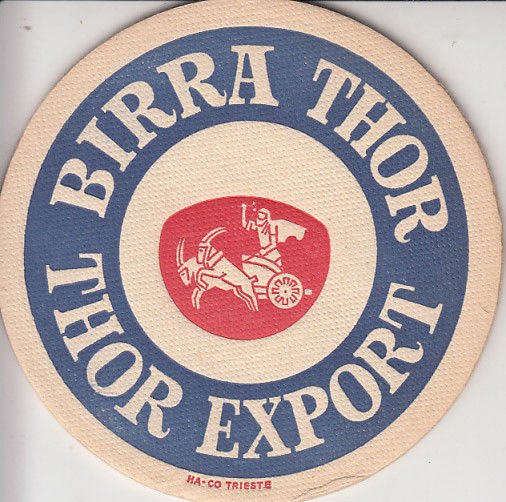 BIRRA THOR
THOR EXPORT
HA-CO TRIESTE